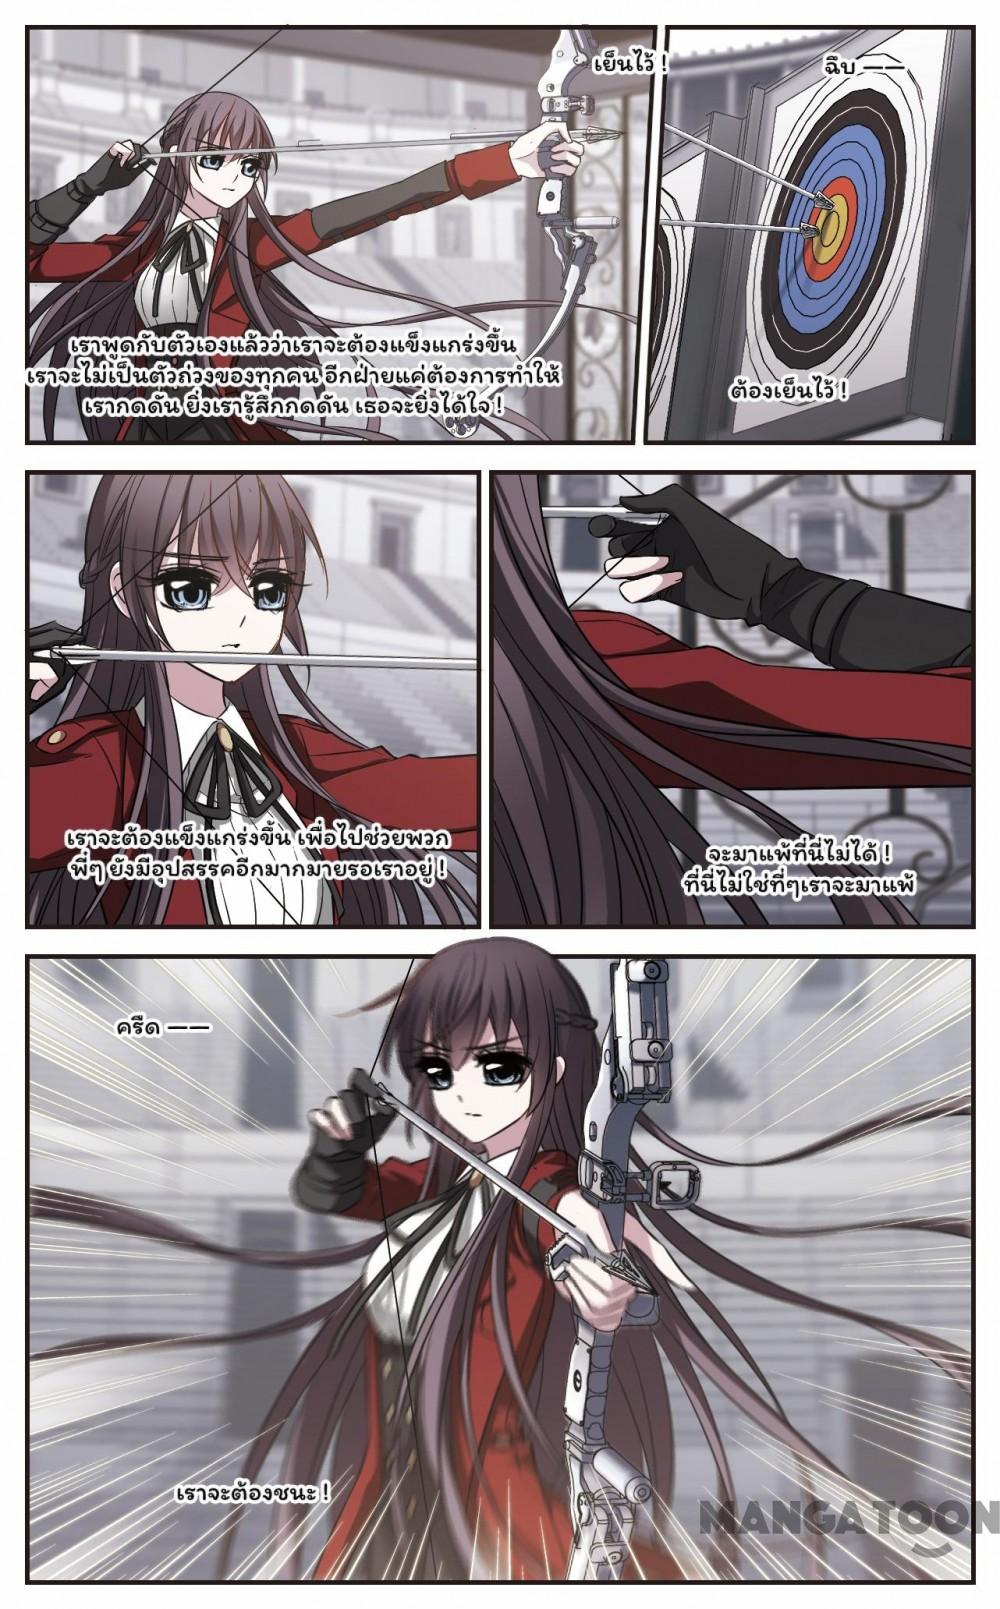 เย็นไว้ !
ฉึบ ——
เราพูดกับตัวเองแล้วว่าเราจะต้องแข็งแกร่งขึ้น
เราจะไม่เป็นตัวถ่วงของทุกคน อีกฝ่ายแค่ต้องการทำให้
เรากดดัน ยิ่งเรารู้สึกกดดัน เธอจะยิ่งได้ใจ !
ต้องเย็นไว้ !
เราจะต้องแข็งแกร่งขึ้น เพื่อไปช่วยพวก
พี่ๆ ยังมีอุปสรรคอีกมากมายรอเราอยู่ !
จะมาแพ้ที่นี่ไม่ได้ !
ที่นี่ไม่ใช่ที่ๆเราจะมาแพ้
ครืด ——
เราจะต้องชนะ !
MANGATOON